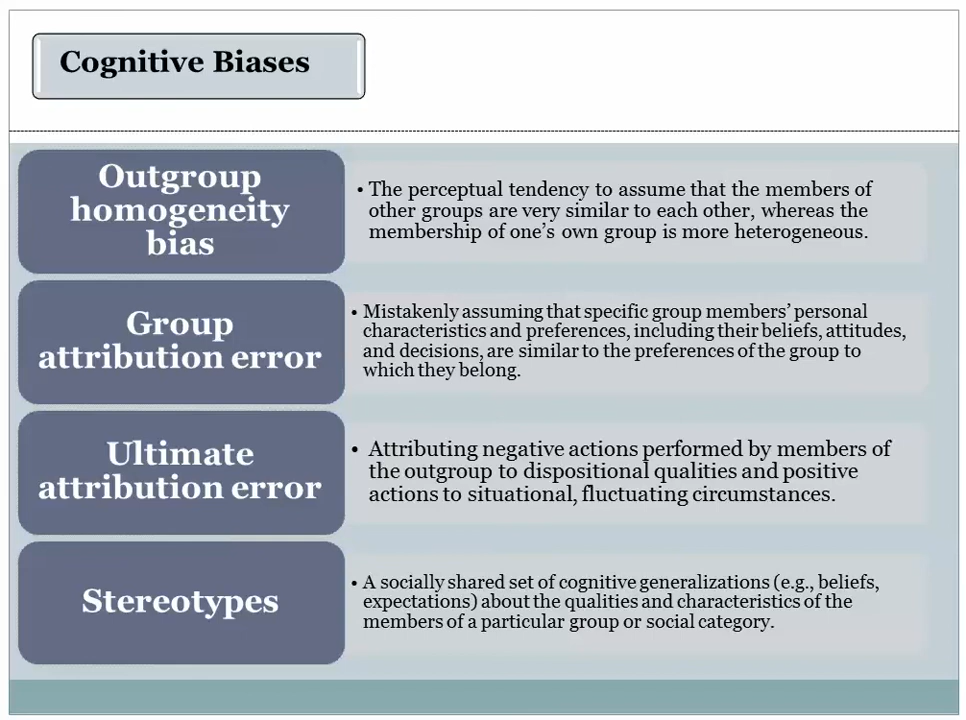 Cognitive Biases
Outgroup
homogeneity
bias
• The perceptual tendency to assume that the members of
other groups are very similar to each other, whereas the
membership of one’s own group is more heterogeneous.
Group
attribution error
• Mistakenly assuming that specific group members’ personal
characteristics and preferences, including their beliefs, attitudes,
and decisions, are similar to the preferences of the group to
which they belong.
Ultimate
attribution error
• Attributing negative actions performed by members of
the outgroup to dispositional qualities and positive
actions to situational, fluctuating circumstances.
Stereotypes
• A socially shared set of cognitive generalizations (e.g., beliefs,
expectations) about the qualities and characteristics of the
members of a particular group or social category.